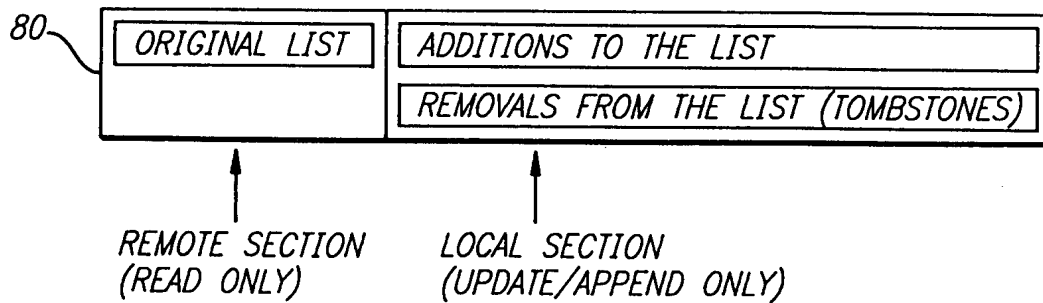 80
ORIGINAL LIST
ADDITIONS TO THE LIST
REMOVALS FROM THE LIST (TOMBSTONES)
REMOTE SECTION
(READ ONLY)
LOCAL SECTION
(UPDATE/APPEND ONLY)